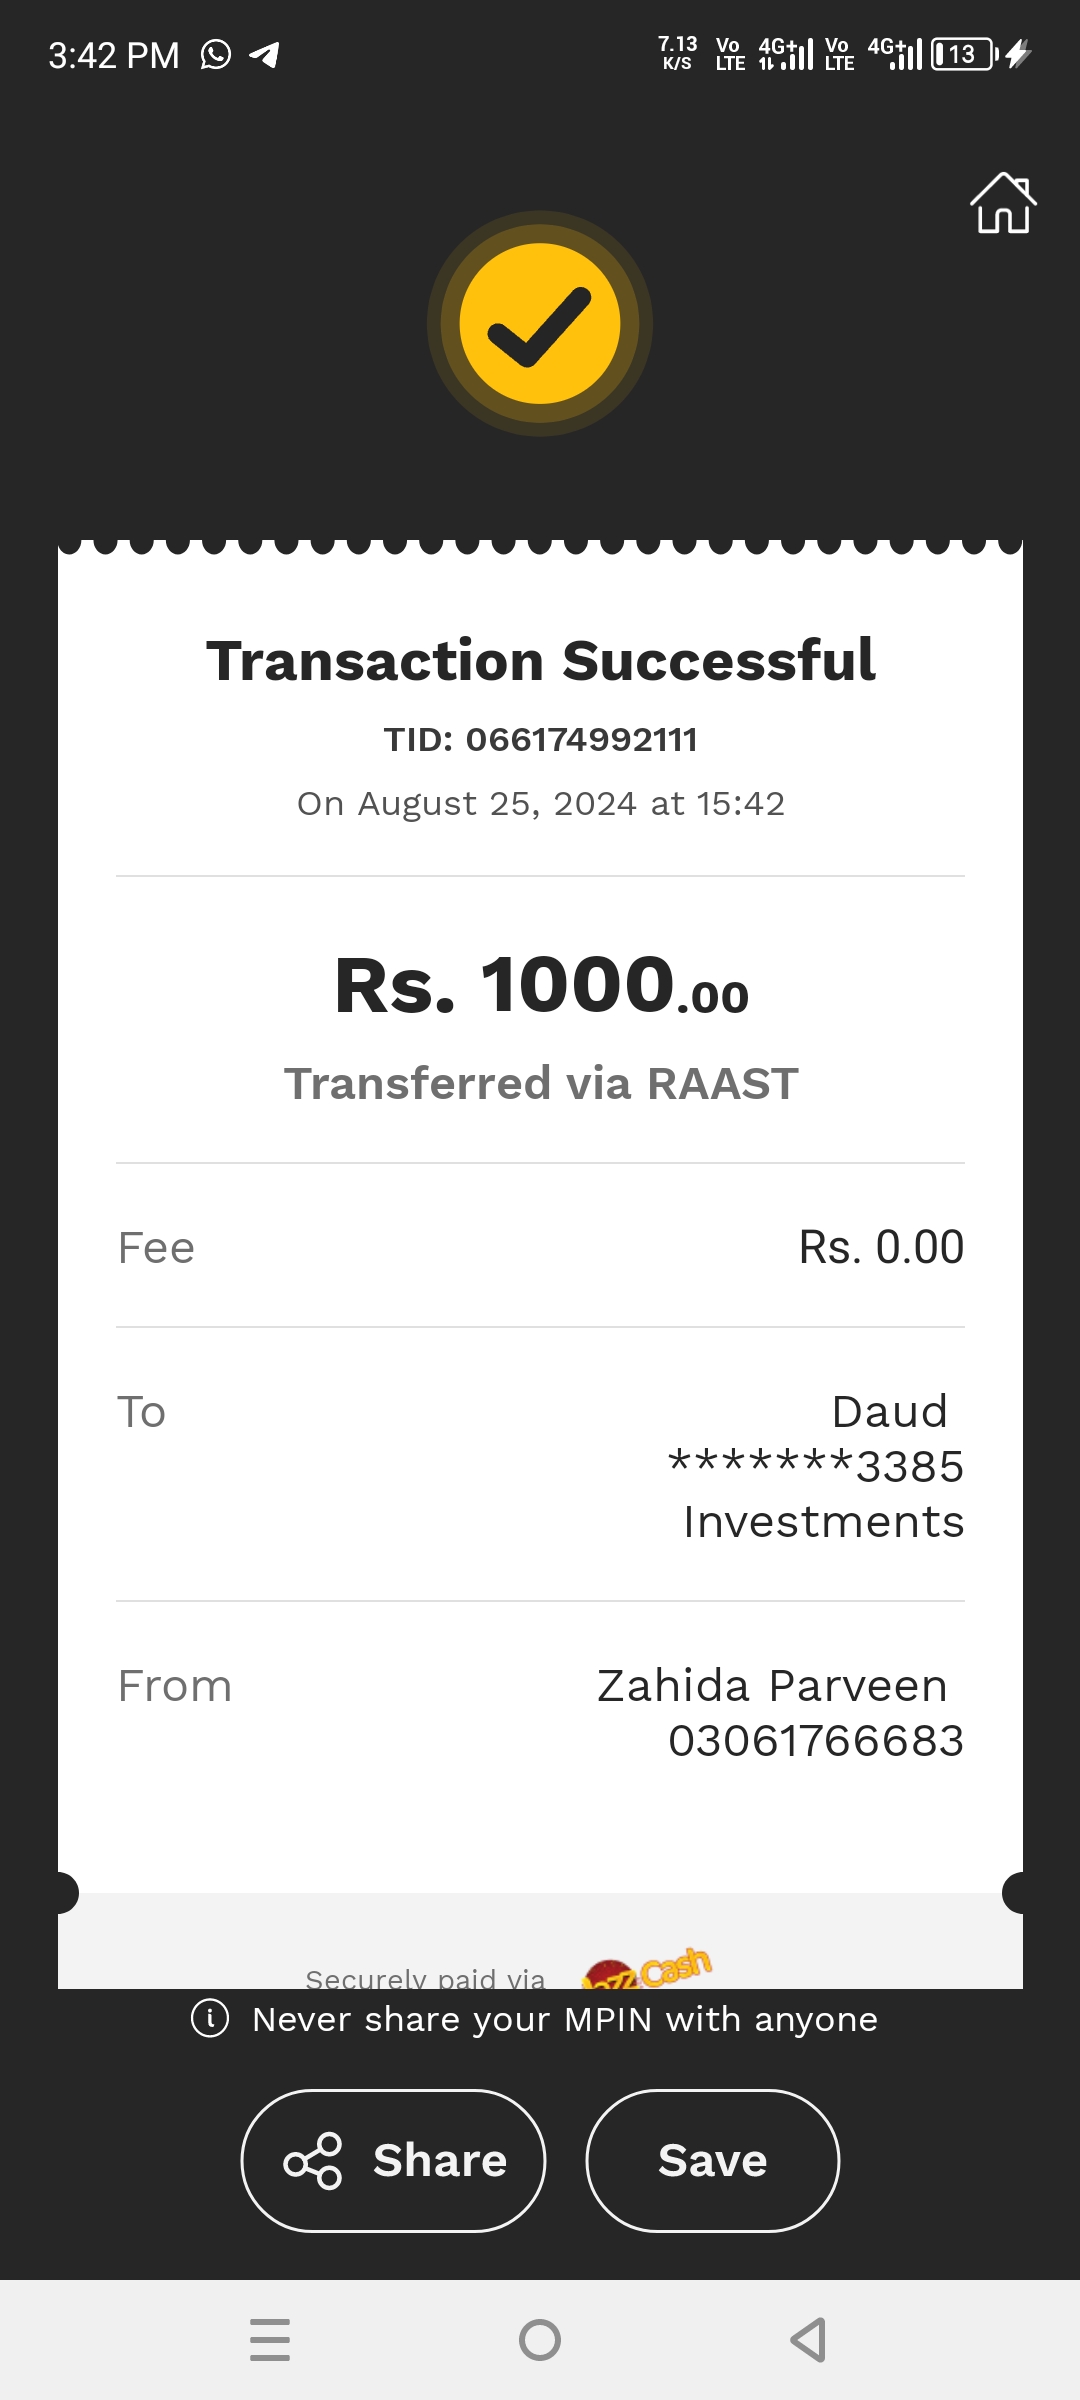 3:42 PM
7.13 K/S Vo LTE 4G+ Vo LTE 4G+ 13
Transaction Successful
TID: 066174992111
On August 25, 2024 at 15:42
Rs. 1000.00
Transferred via RAAST
Fee Rs. 0.00
To Daud
*******3385
Investments
From Zahida Parveen
03061766683
Securely paid via JazzCash
Never share your MPIN with anyone
Share Save